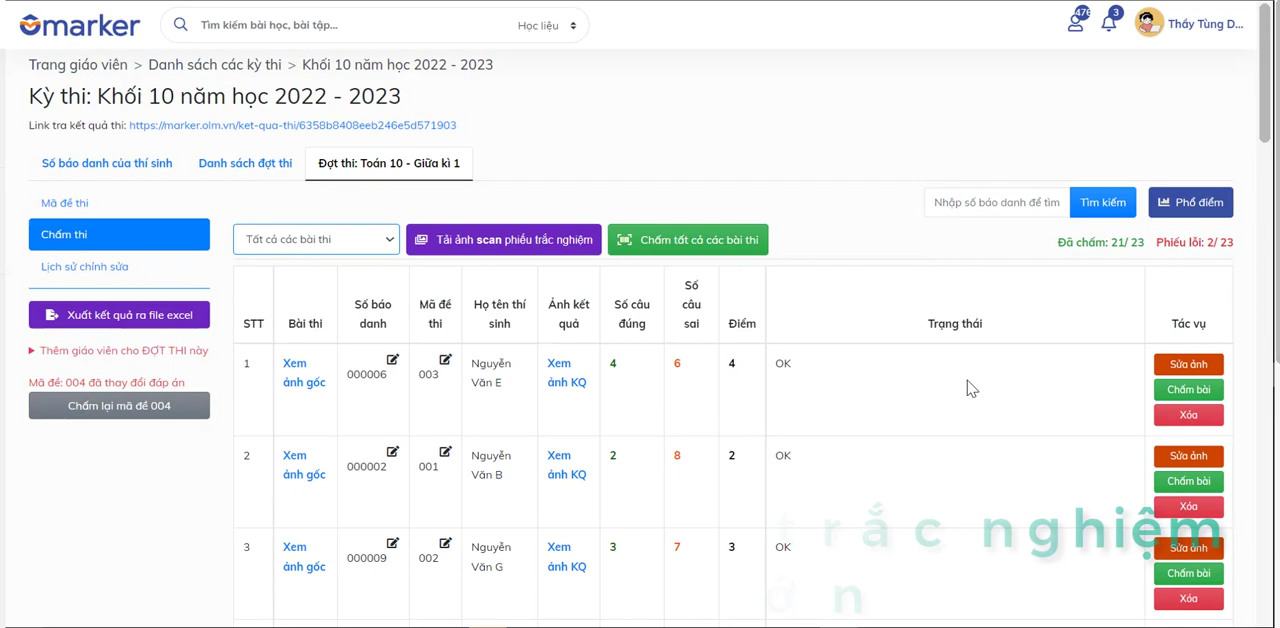 marker
Tìm kiếm bài học, bài tập...
Học liệu
476
3
Thầy Tùng D...
Trang giáo viên > Danh sách các kỳ thi > Khối 10 năm học 2022 - 2023
Kỳ thi: Khối 10 năm học 2022 - 2023
Link tra kết quả thi: https://marker.olm.vn/ket-qua-thi/6358b8408eeb246e5d571903
Số báo danh của thí sinh
Danh sách đợt thi
Đợt thi: Toán 10 - Giữa kì 1
Mã đề thi
Chấm thi
Lịch sử chỉnh sửa
Xuất kết quả ra file excel
Thêm giáo viên cho ĐỢT THI này
Mã đề: 004 đã thay đổi đáp án
Chấm lại mã đề 004
Nhập số báo danh để tìm
Tìm kiếm
Phổ điểm
Tất cả các bài thi
Tải ảnh scan phiếu trắc nghiệm
Chấm tất cả các bài thi
Đã chấm: 21/ 23 Phiếu lỗi: 2/ 23
STT Bài thi Số báo danh Mã đề thi Họ tên thí sinh Ảnh kết quả Số câu đúng Số câu sai Điểm Trạng thái Tác vụ
1 Xem ảnh gốc 000006 003 Nguyễn Văn E Xem ảnh KQ 4 6 4 OK
Sửa ảnh
Chấm bài
Xóa
2 Xem ảnh gốc 000002 001 Nguyễn Văn B Xem ảnh KQ 2 8 2 OK
Sửa ảnh
Chấm bài
Xóa
3 Xem ảnh gốc 000009 002 Nguyễn Văn G Xem ảnh KQ 3 7 3 OK
Sửa ảnh
Chấm bài
Xóa
trắc nghiệm